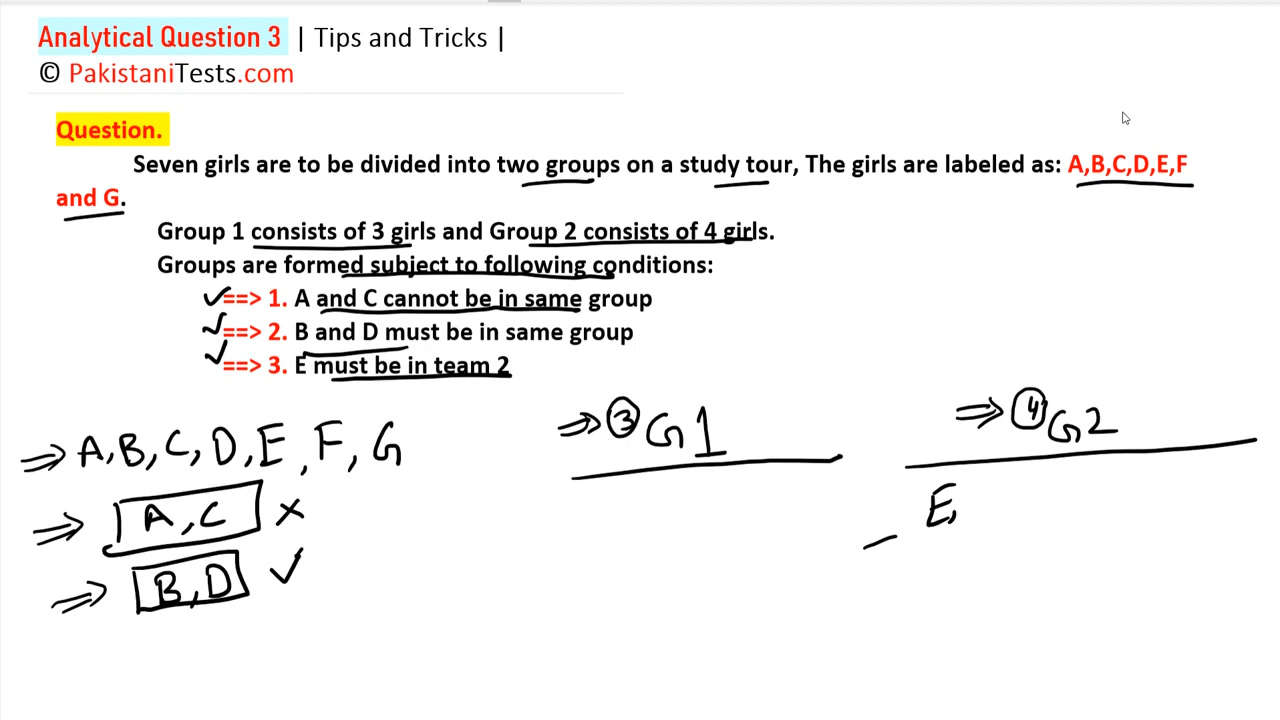 Analytical Question 3 | Tips and Tricks |
© PakistaniTests.com
Question.
Seven girls are to be divided into two groups on a study tour, The girls are labeled as: A,B,C,D,E,F
and G.
Group 1 consists of 3 girls and Group 2 consists of 4 girls.
Groups are formed subject to following conditions:
==> 1. A and C cannot be in same group
==> 2. B and D must be in same group
==> 3. E must be in team 2
⇒ A, B, C, D, E, F, G
⇒ A, C ×
⇒ B, D ✓
⇒ ③ G1
⇒ ④ G2
E,